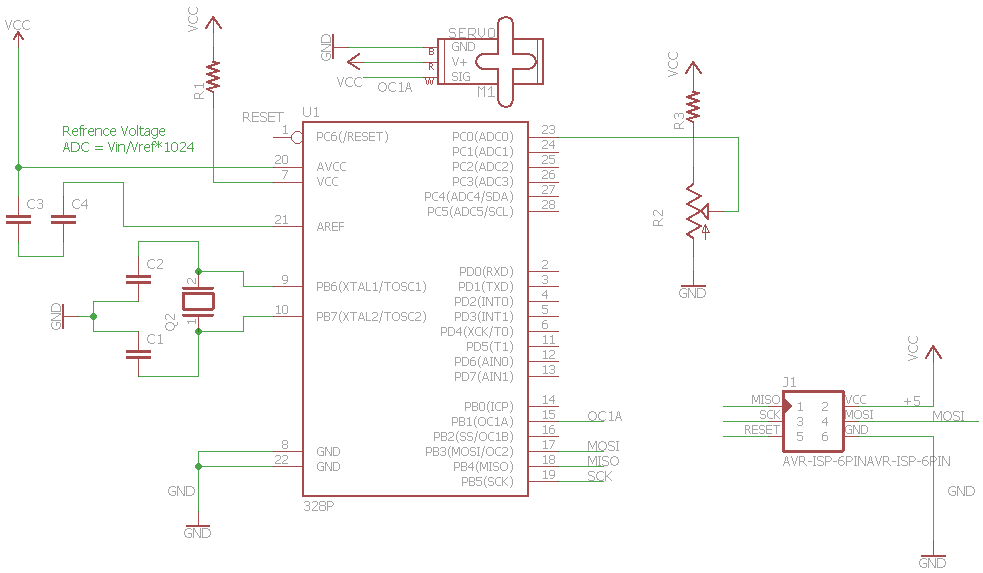 VCC
VCC
R1
SERVO
GND
GND
B
V+
R
VCC
SIG
W
OC1A
M1
VCC
R3
RESET
U1
Refrence Voltage
ADC = Vin/Vref*1024
1
PC6(/RESET)
20
AVCC
7
VCC
21
AREF
9
PB6(XTAL1/TOSC1)
10
PB7(XTAL2/TOSC2)
8
GND
22
GND
PC0(ADC0)
23
PC1(ADC1)
24
PC2(ADC2)
25
PC3(ADC3)
26
PC4(ADC4/SDA)
27
PC5(ADC5/SCL)
28
PD0(RXD)
2
PD1(TXD)
3
PD2(INT0)
4
PD3(INT1)
5
PD4(XCK/T0)
6
PD5(T1)
11
PD6(AIN0)
12
PD7(AIN1)
13
PB0(ICP)
14
PB1(OC1A)
15
OC1A
PB2(SS/OC1B)
16
PB3(MOSI/OC2)
17
MOSI
PB4(MISO)
18
MISO
PB5(SCK)
19
SCK
328P
C3
C4
C2
GND
2
Q2
1
C1
GND
GND
R2
GND
VCC
J1
MISO
1
2
VCC
+5
SCK
3
4
MOSI
MOSI
RESET
5
6
GND
AVR-ISP-6PINAVR-ISP-6PIN
GND
GND